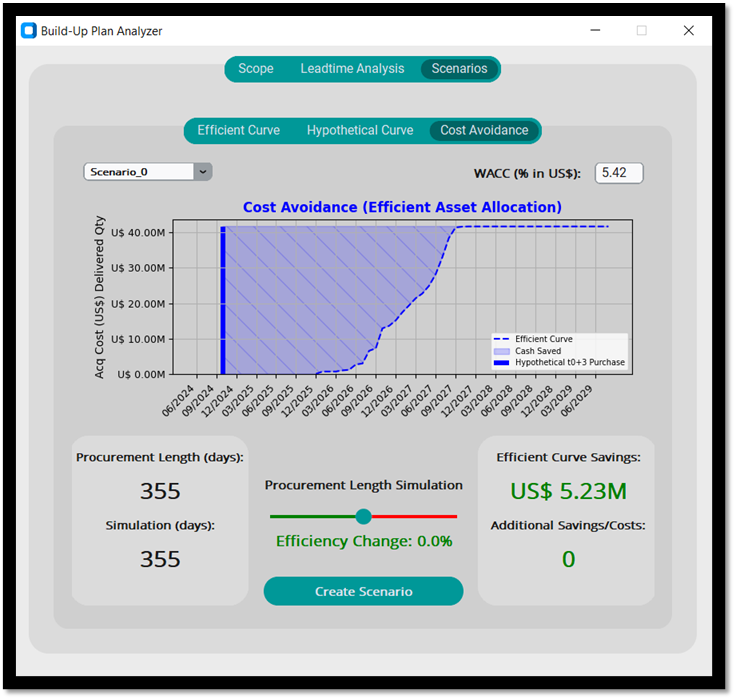 Build-Up Plan Analyzer
Scope
Leadtime Analysis
Scenarios
Efficient Curve
Hypothetical Curve
Cost Avoidance
Scenario_0
WACC (% in US$):
5.42
Cost Avoidance (Efficient Asset Allocation)
Acq Cost (US$) Delivered Qty
U$ 40.00M
U$ 30.00M
U$ 20.00M
U$ 10.00M
U$ 0.00M
Efficient Curve
Cash Saved
Hypothetical t0+3 Purchase
06/2024
09/2024
12/2024
03/2025
06/2025
09/2025
12/2025
03/2026
06/2026
09/2026
12/2026
03/2027
06/2027
09/2027
12/2027
03/2028
06/2028
09/2028
12/2028
03/2029
06/2029
Procurement Length (days):
355
Simulation (days):
355
Procurement Length Simulation
Efficiency Change: 0.0%
Create Scenario
Efficient Curve Savings:
US$ 5.23M
Additional Savings/Costs:
0